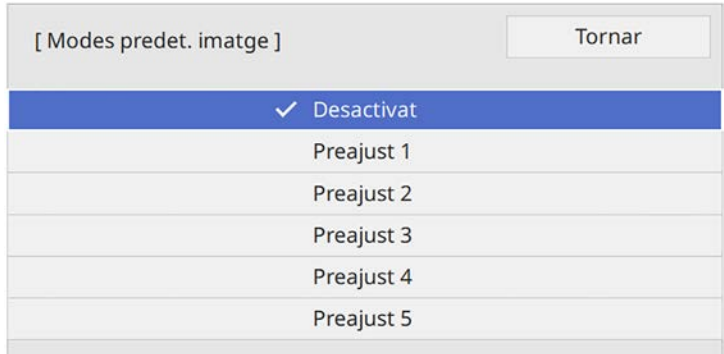 [ Modes predet. imatge ]
Tornar
Desactivat
Preajust 1
Preajust 2
Preajust 3
Preajust 4
Preajust 5